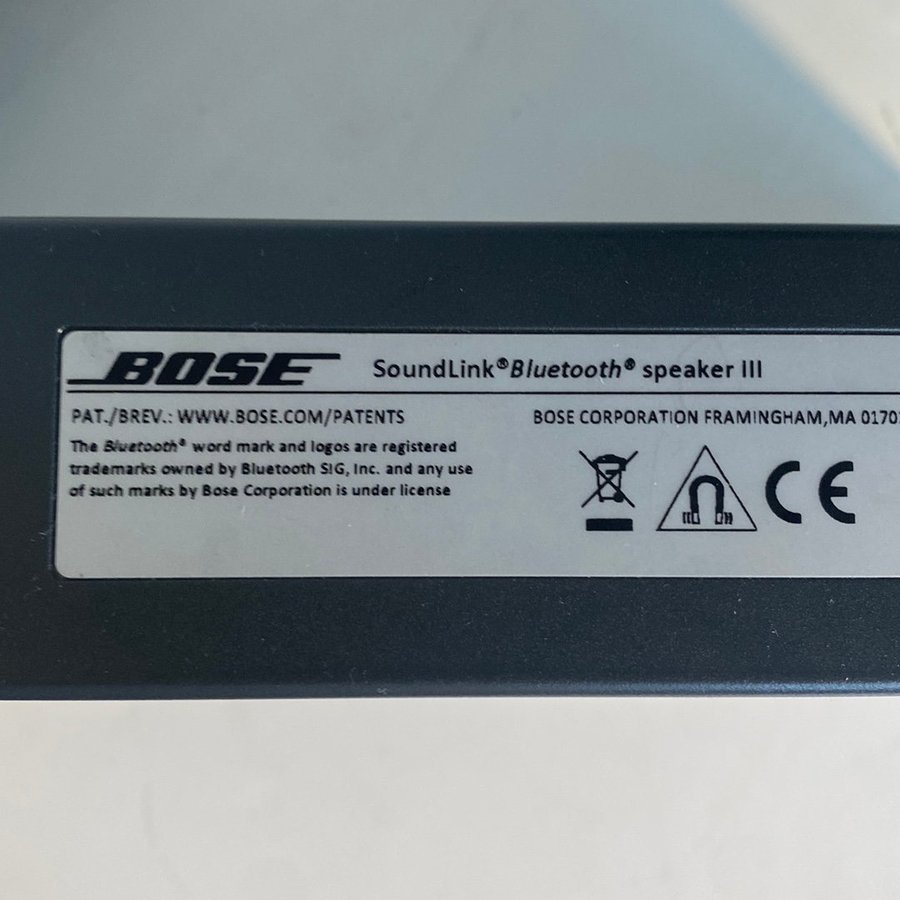 BOSE
SoundLink® Bluetooth® speaker III
PAT./BREV.: WWW.BOSE.COM/PATENTS
BOSE CORPORATION FRAMINGHAM,MA 0170
The Bluetooth® word mark and logos are registered
trademarks owned by Bluetooth SIG, Inc. and any use
of such marks by Bose Corporation is under license
CE